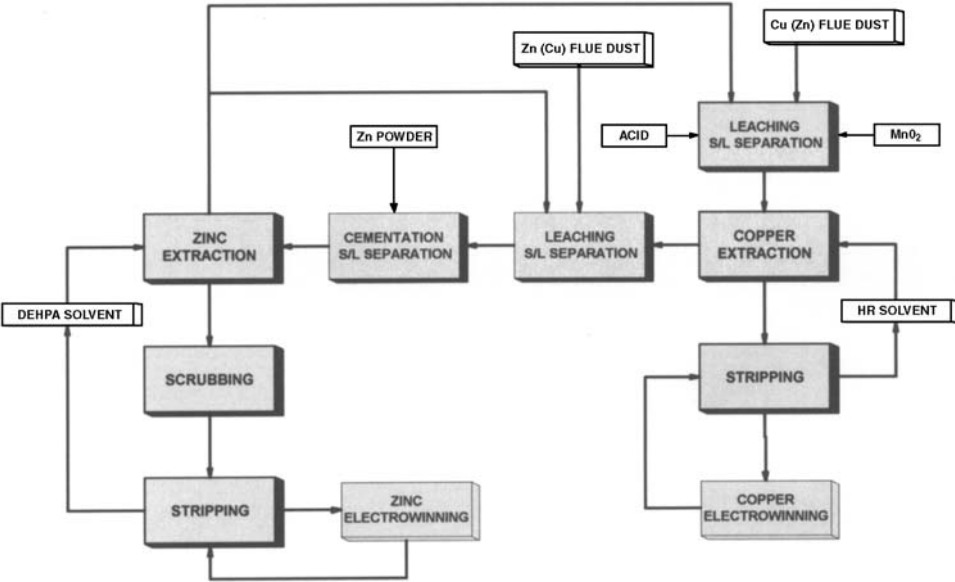 Cu (Zn) FLUE DUST
Zn (Cu) FLUE DUST
Zn POWDER
ACID
LEACHING
S/L SEPARATION
Mn0₂
ZINC
EXTRACTION
CEMENTATION
S/L SEPARATION
LEACHING
S/L SEPARATION
COPPER
EXTRACTION
DEHPA SOLVENT
HR SOLVENT
SCRUBBING
STRIPPING
STRIPPING
ZINC
ELECTROWINNING
COPPER
ELECTROWINNING